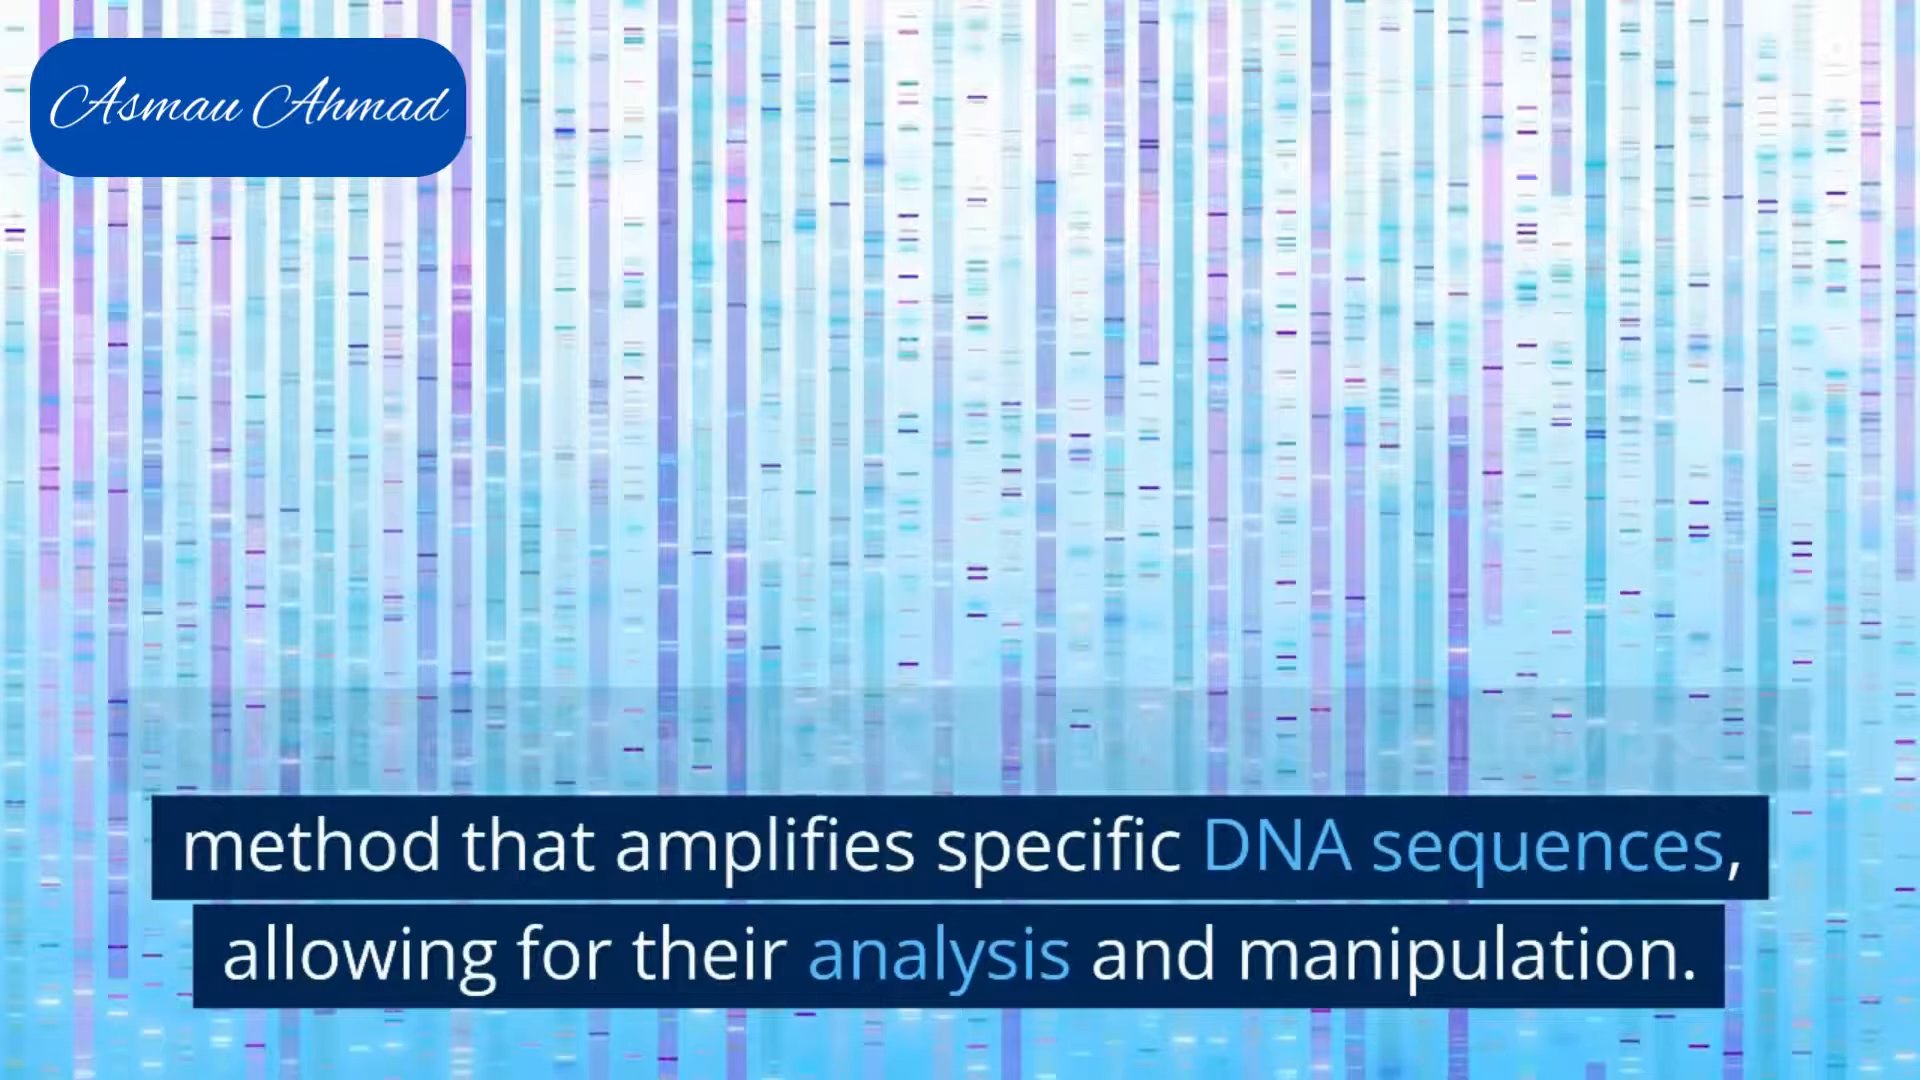 Asmau Ahmad
method that amplifies specific DNA sequences,
allowing for their analysis and manipulation.